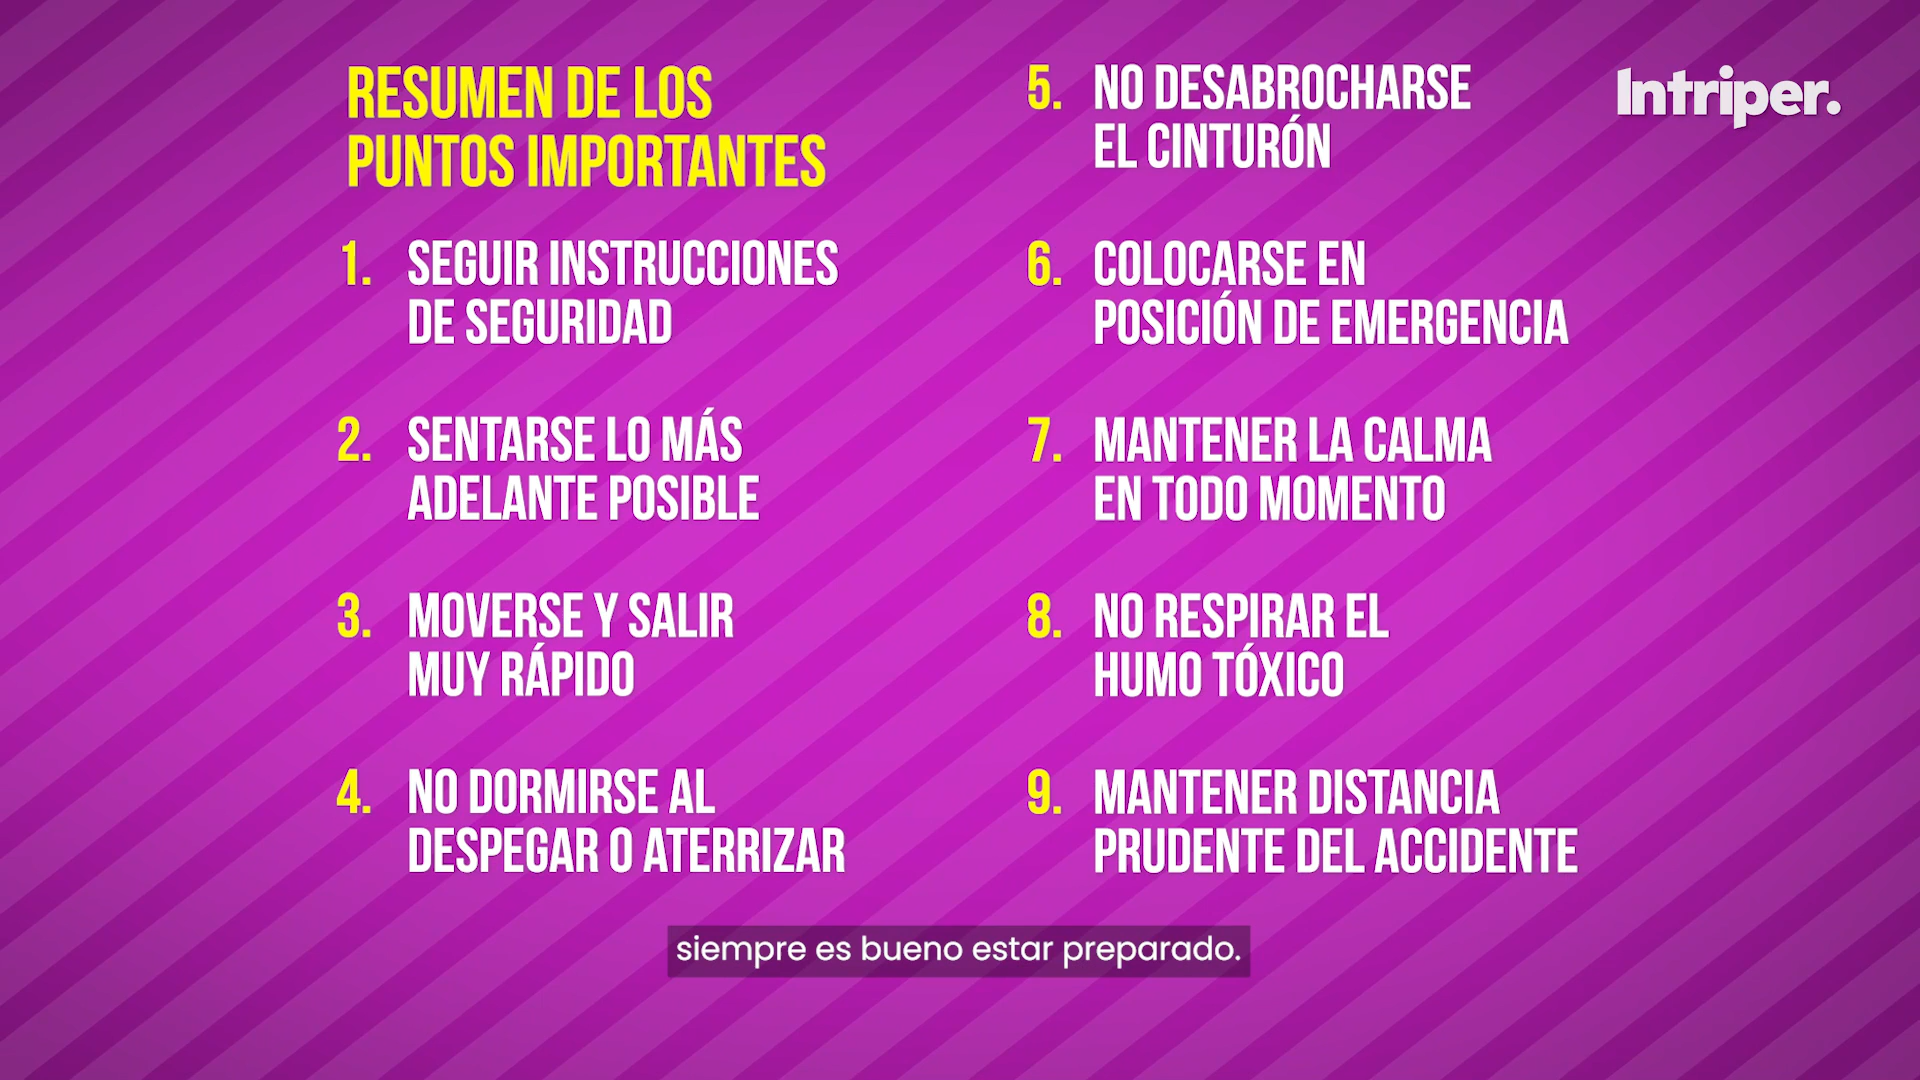 RESUMEN DE LOS
PUNTOS IMPORTANTES
1. SEGUIR INSTRUCCIONES
DE SEGURIDAD
2. SENTARSE LO MÁS
ADELANTE POSIBLE
3. MOVERSE Y SALIR
MUY RÁPIDO
4. NO DORMIRSE AL
DESPEGAR O ATERRIZAR
5. NO DESABROCHARSE
EL CINTURÓN
6. COLOCARSE EN
POSICIÓN DE EMERGENCIA
7. MANTENER LA CALMA
EN TODO MOMENTO
8. NO RESPIRAR EL
HUMO TÓXICO
9. MANTENER DISTANCIA
PRUDENTE DEL ACCIDENTE
Intriper.
siempre es bueno estar preparado.